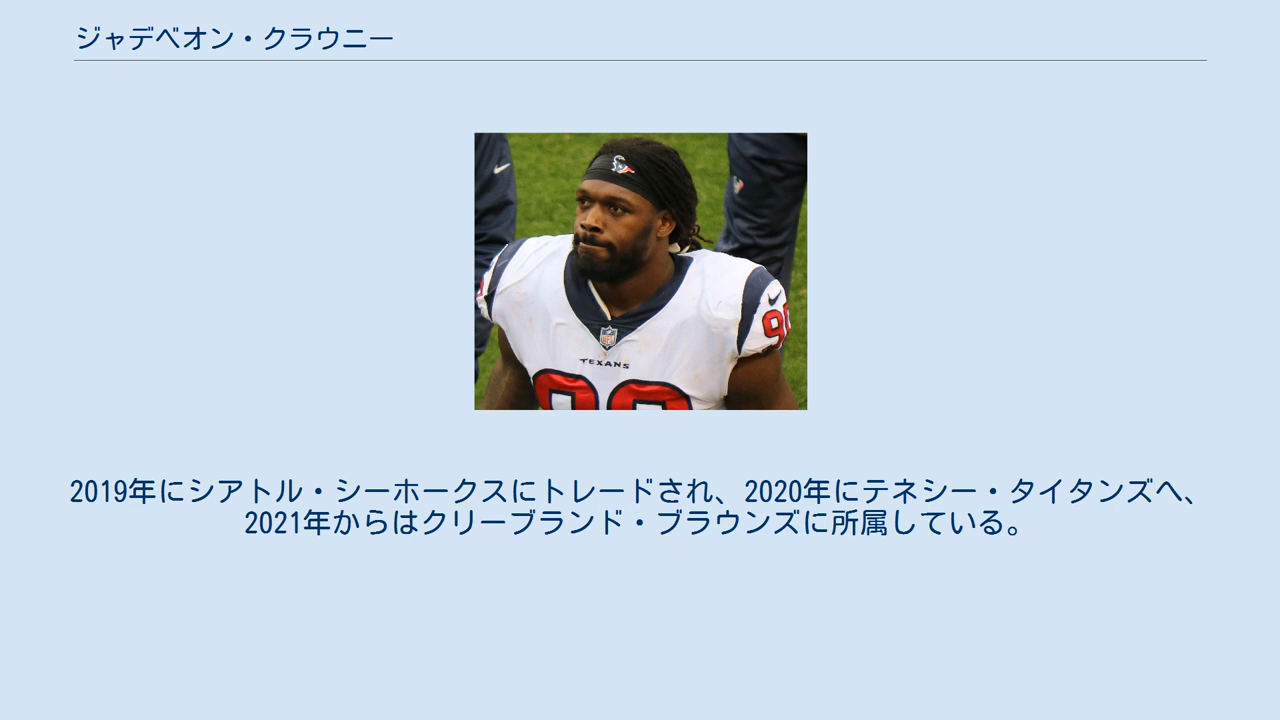 ジャデベオン・クラウニー
90
NFL
TEXANS
2019年にシアトル・シーホークスにトレードされ、2020年にテネシー・タイタンズへ、
2021年からはクリーブランド・ブラウンズに所属している。